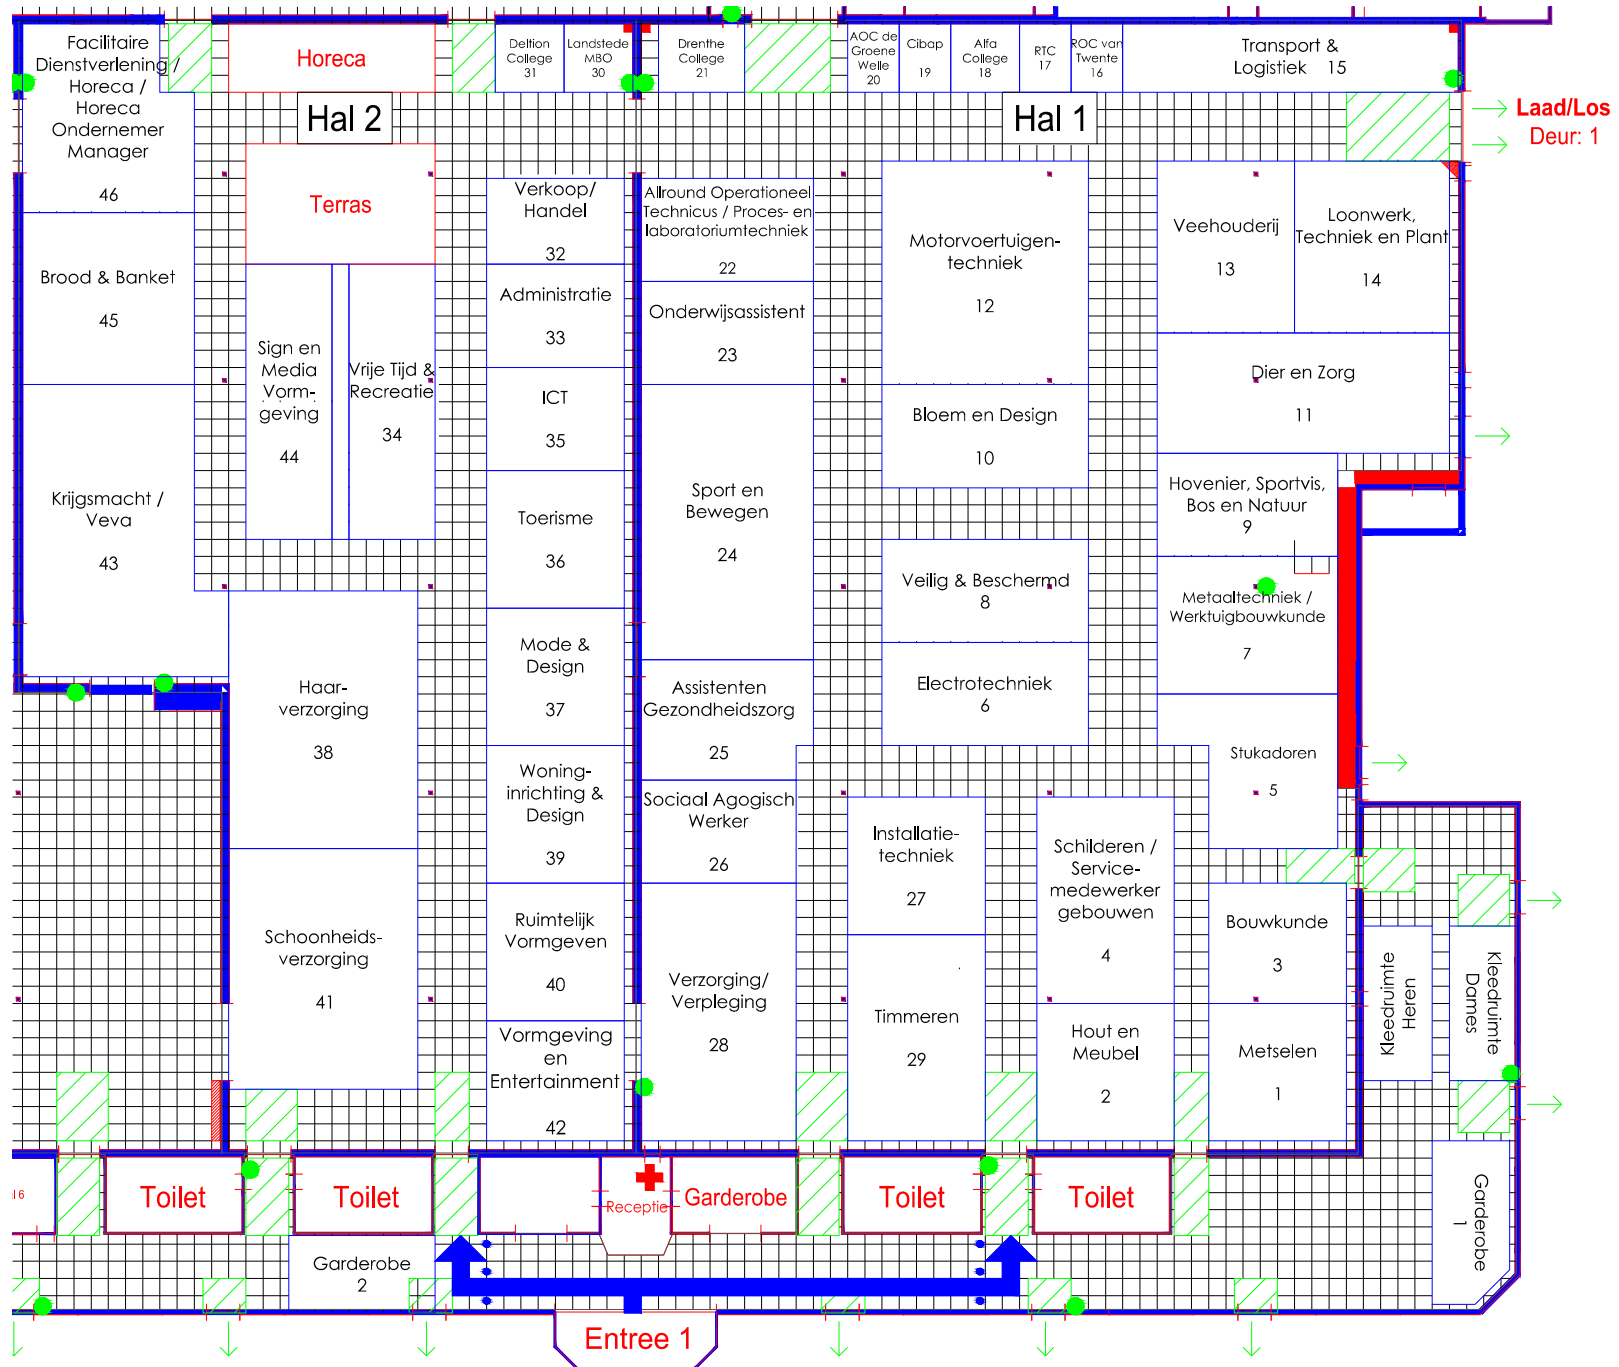 Facilitaire
Dienstverlening /
Horeca /
Horeca
Ondernemer
Manager
46
Horeca
Deltion
College
31
Landstede
MBO
30
Drenthe
College
21
AOC de
Groene
Welle
20
Cibap
19
Alfa
College
18
RTC
17
ROC van
Twente
16
Transport &
Logistiek 15
Hal 2
Hal 1
Laad/Los
Deur: 1
Terras
Verkoop/
Handel
32
Allround Operationeel
Technicus / Proces- en
laboratoriumtechniek
22
Motorvoertuigen-
techniek
12
Veehouderij
13
Loonwerk,
Techniek en Plant
14
Brood & Banket
45
Administratie
33
Onderwijsassistent
23
Sign en
Media
Vorm-
geving
44
Vrije Tijd &
Recreatie
34
ICT
35
Bloem en Design
10
Dier en Zorg
11
Krijgsmacht /
Veva
43
Toerisme
36
Sport en
Bewegen
24
Hovenier, Sportvis,
Bos en Natuur
9
Veilig & Beschermd
8
Metaaltechniek /
Werktuigbouwkunde
7
Haar-
verzorging
38
Mode &
Design
37
Assistenten
Gezondheidszorg
25
Electrotechniek
6
Stukadoren
5
Woning-
inrichting &
Design
39
Sociaal Agogisch
Werker
26
Installatie-
techniek
27
Schilderen /
Service-
medewerker
gebouwen
4
Schoonheids-
verzorging
41
Ruimtelijk
Vormgeven
40
Verzorging/
Verpleging
28
Timmeren
29
Bouwkunde
3
Kleedruimte
Heren
Kleedruimte
Dames
Vormgeving
en
Entertainment
42
Hout en
Meubel
2
Metselen
1
Toilet
Toilet
Receptie
Garderobe
Toilet
Toilet
Garderobe
1
Garderobe
2
Entree 1